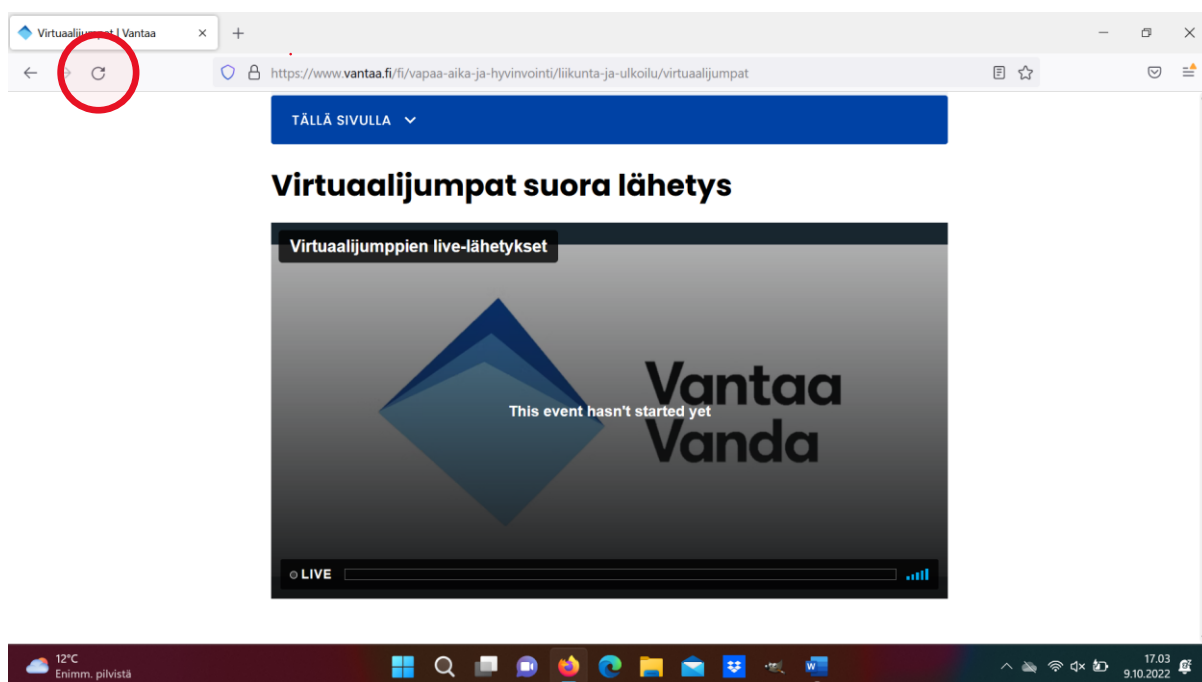 Virtuaalijumpat | Vantaa
https://www.vantaa.fi/fi/vapaa-aika-ja-hyvinvointi/liikunta-ja-ulkoilu/virtuaalijumpat
TÄLLÄ SIVULLA
Virtuaalijumpat suora lähetys
Virtuaalijumppien live-lähetykset
Vantaa
This event hasn't started yet
Vanda
LIVE
12°C
Enimm. pilvistä
17.03
9.10.2022